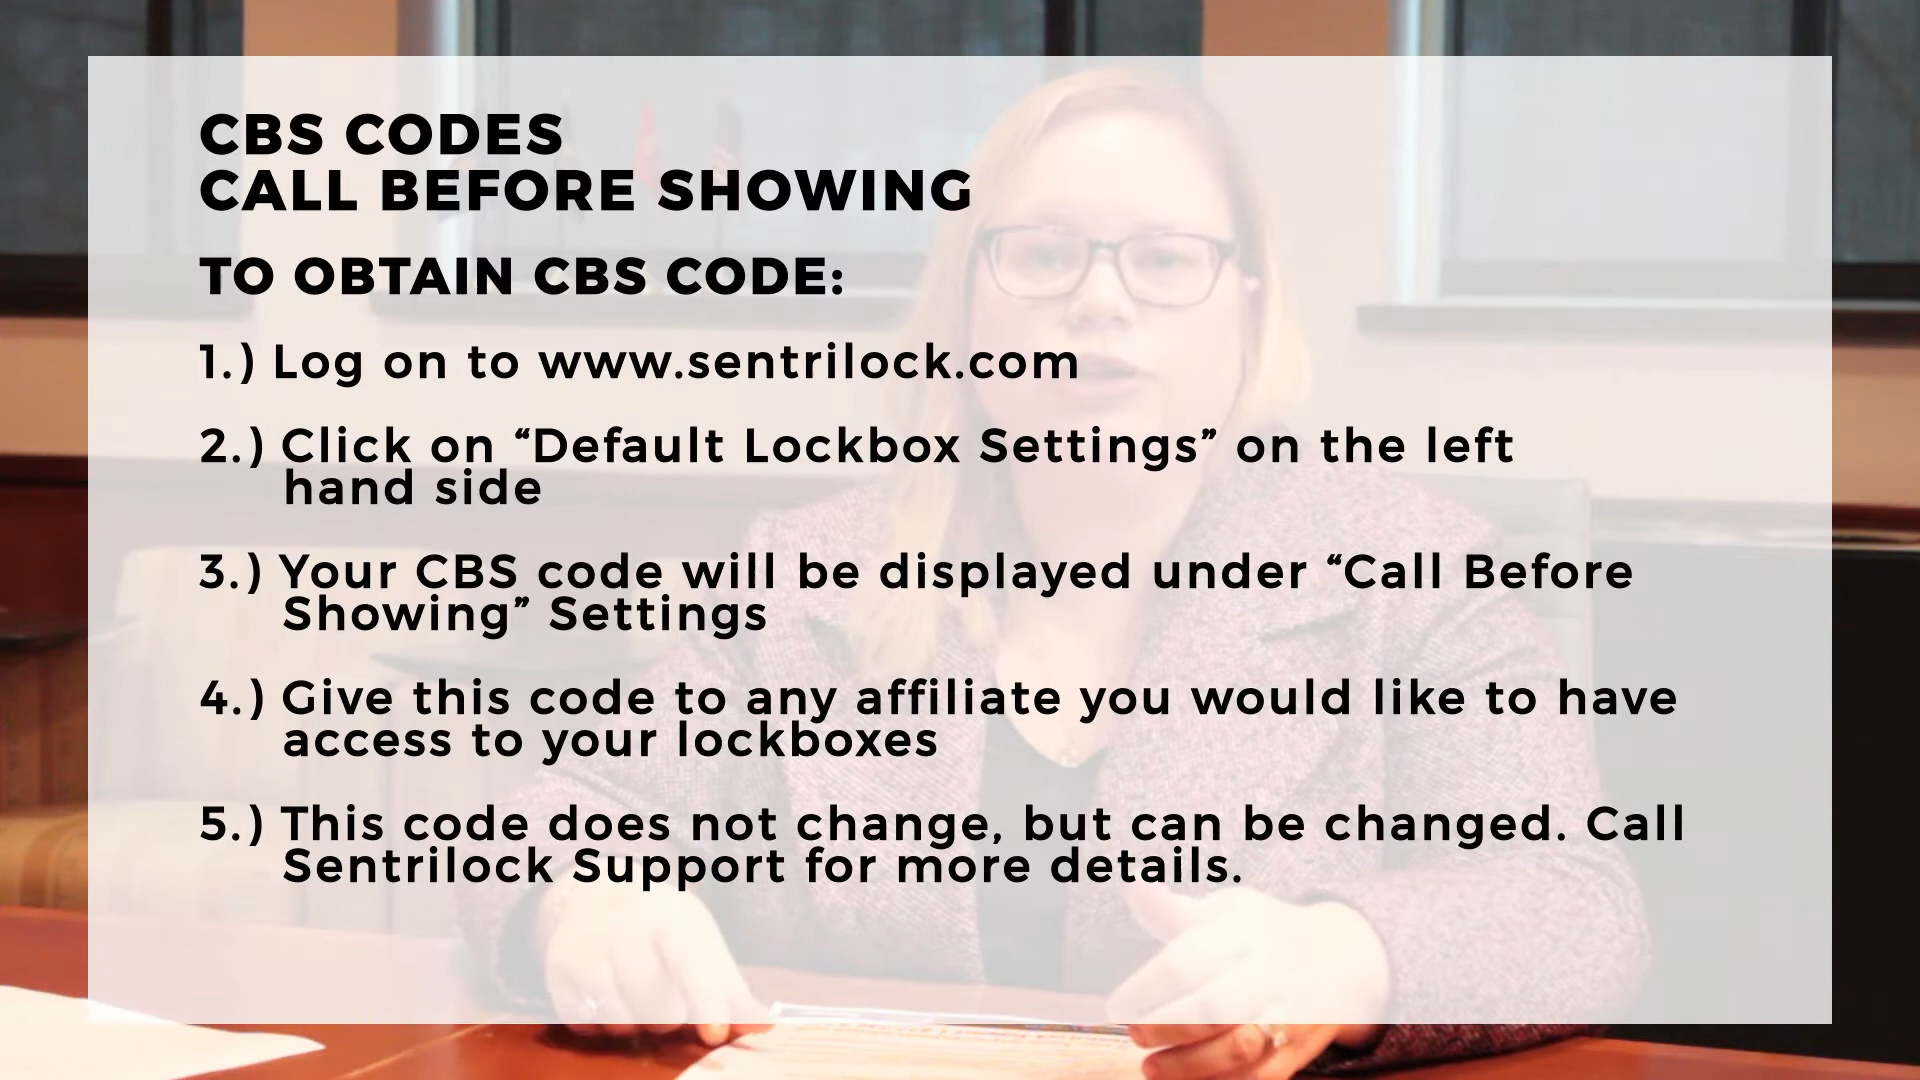 CBS CODES
CALL BEFORE SHOWING
TO OBTAIN CBS CODE:
1.) Log on to www.sentrilock.com
2.) Click on “Default Lockbox Settings” on the left
hand side
3.) Your CBS code will be displayed under “Call Before
Showing” Settings
4.) Give this code to any affiliate you would like to have
access to your lockboxes
5.) This code does not change, but can be changed. Call
Sentrilock Support for more details.